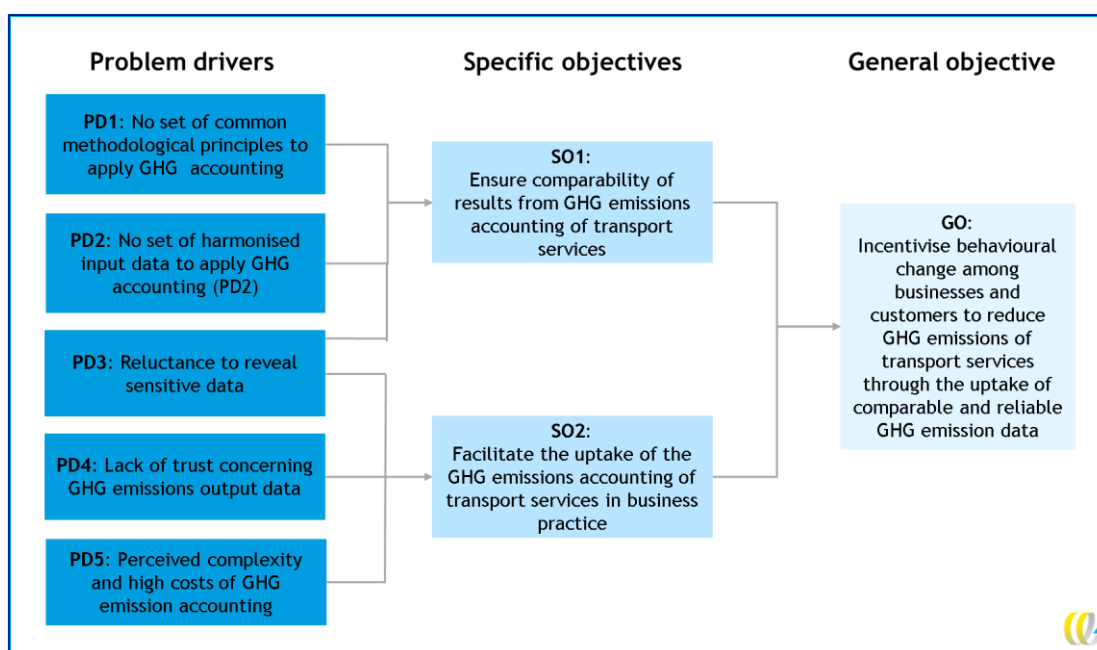 Problem drivers
Specific objectives
General objective
PD1: No set of common
methodological principles to
apply GHG accounting
PD2: No set of harmonised
input data to apply GHG
accounting (PD2)
PD3: Reluctance to reveal
sensitive data
PD4: Lack of trust concerning
GHG emissions output data
PD5: Perceived complexity
and high costs of GHG
emission accounting
SO1:
Ensure comparability of
results from GHG emissions
accounting of transport
services
SO2:
Facilitate the uptake of the
GHG emissions accounting of
transport services in business
practice
GO:
Incentivise behavioural
change among
businesses and
customers to reduce
GHG emissions of
transport services
through the uptake of
comparable and reliable
GHG emission data